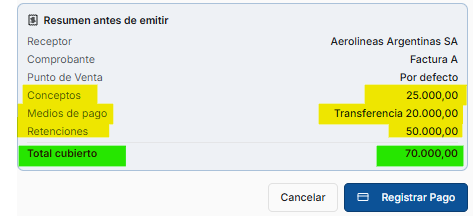 Resumen antes de emitir
Receptor Aerolineas Argentinas SA
Comprobante Factura A
Punto de Venta Por defecto
Conceptos 25.000,00
Medios de pago Transferencia 20.000,00
Retenciones 50.000,00
Total cubierto 70.000,00
Cancelar Registrar Pago